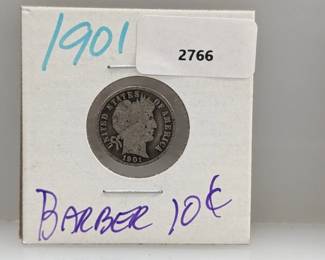 1901
2766
UNITED STATES OF AMERICA
1901
BARBER 10¢